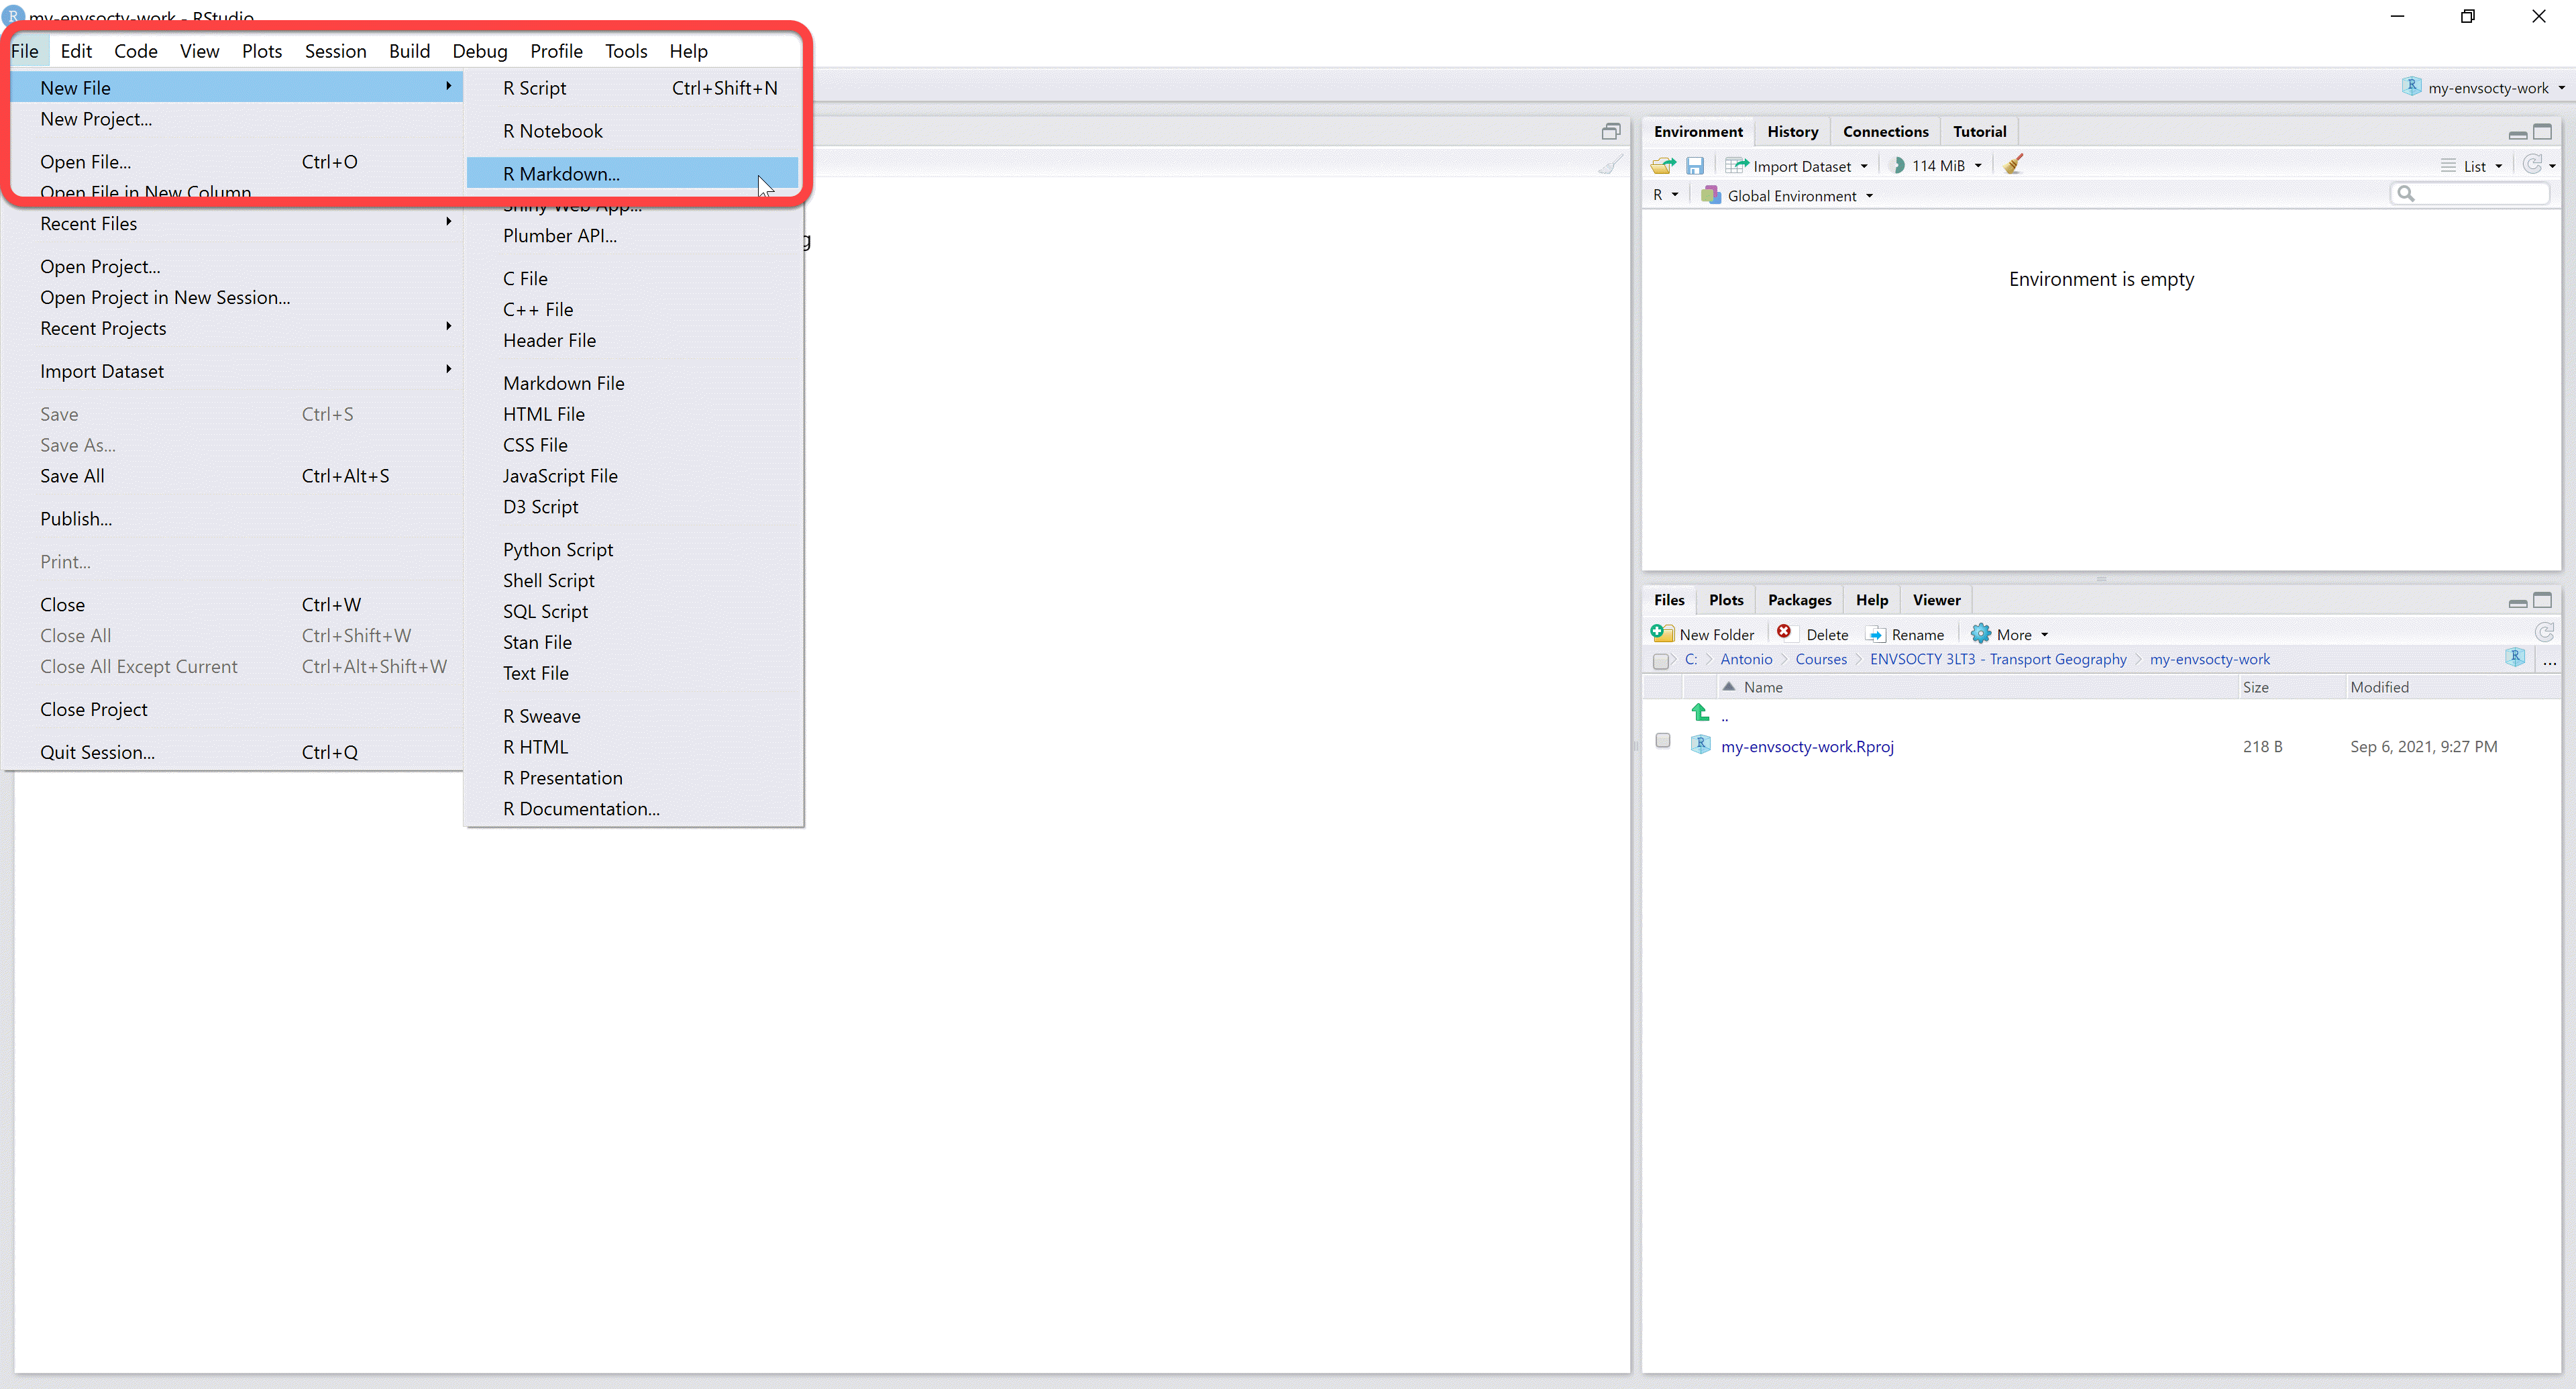 my-envsocty-work - RStudio
File Edit Code View Plots Session Build Debug Profile Tools Help
New File
New Project...
Open File... Ctrl+O
Open File in New Column...
Recent Files
Open Project...
Open Project in New Session...
Recent Projects
Import Dataset
Save Ctrl+S
Save As...
Save All Ctrl+Alt+S
Publish...
Print...
Close Ctrl+W
Close All Ctrl+Shift+W
Close All Except Current Ctrl+Alt+Shift+W
Close Project
Quit Session... Ctrl+Q
R Script Ctrl+Shift+N
R Notebook
R Markdown...
Shiny Web App...
Plumber API...
C File
C++ File
Header File
Markdown File
HTML File
CSS File
JavaScript File
D3 Script
Python Script
Shell Script
SQL Script
Stan File
Text File
R Sweave
R HTML
R Presentation
R Documentation...
g
my-envsocty-work
Environment History Connections Tutorial
Import Dataset 114 MiB List
R Global Environment
Environment is empty
Files Plots Packages Help Viewer
New Folder Delete Rename More
C: Antonio Courses ENVSOCTY 3LT3 - Transport Geography my-envsocty-work ...
Name Size Modified
..
my-envsocty-work.Rproj 218 B Sep 6, 2021, 9:27 PM